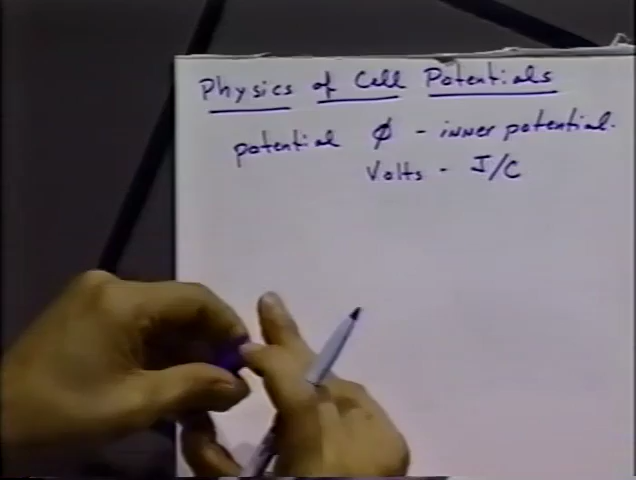 Physics of Cell Potentials
potential ϕ - inner potential.
Volts - J/C